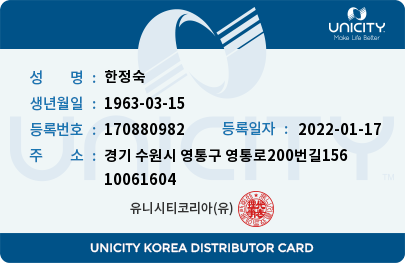 UNICITY
Make Life Better
성 명 : 한정숙
생년월일 : 1963-03-15
등록번호 : 170880982 등록일자 : 2022-01-17
주 소 : 경기 수원시 영통구 영통로200번길156
10061604
UNICITY TM
유니시티코리아(유)
UNICITY KOREA DISTRIBUTOR CARD